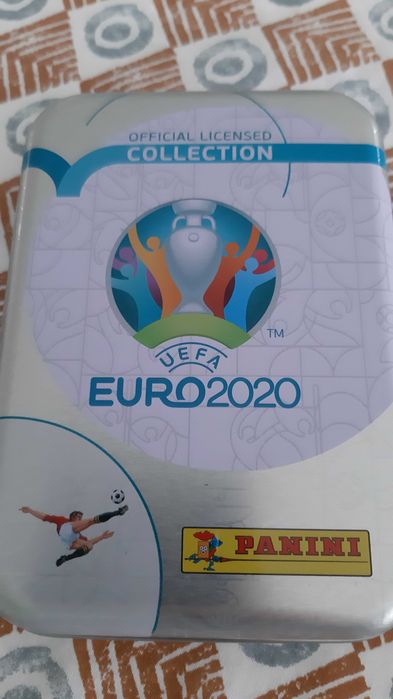 OFFICIAL LICENSED
COLLECTION
TM
UEFA
EURO2020
PANINI